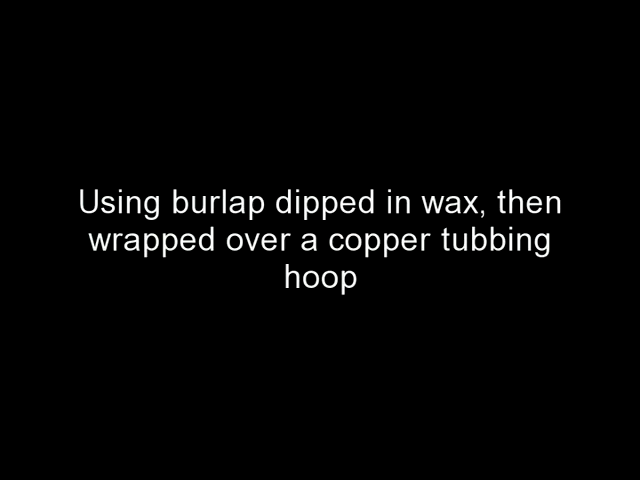 Using burlap dipped in wax, then
wrapped over a copper tubbing
hoop